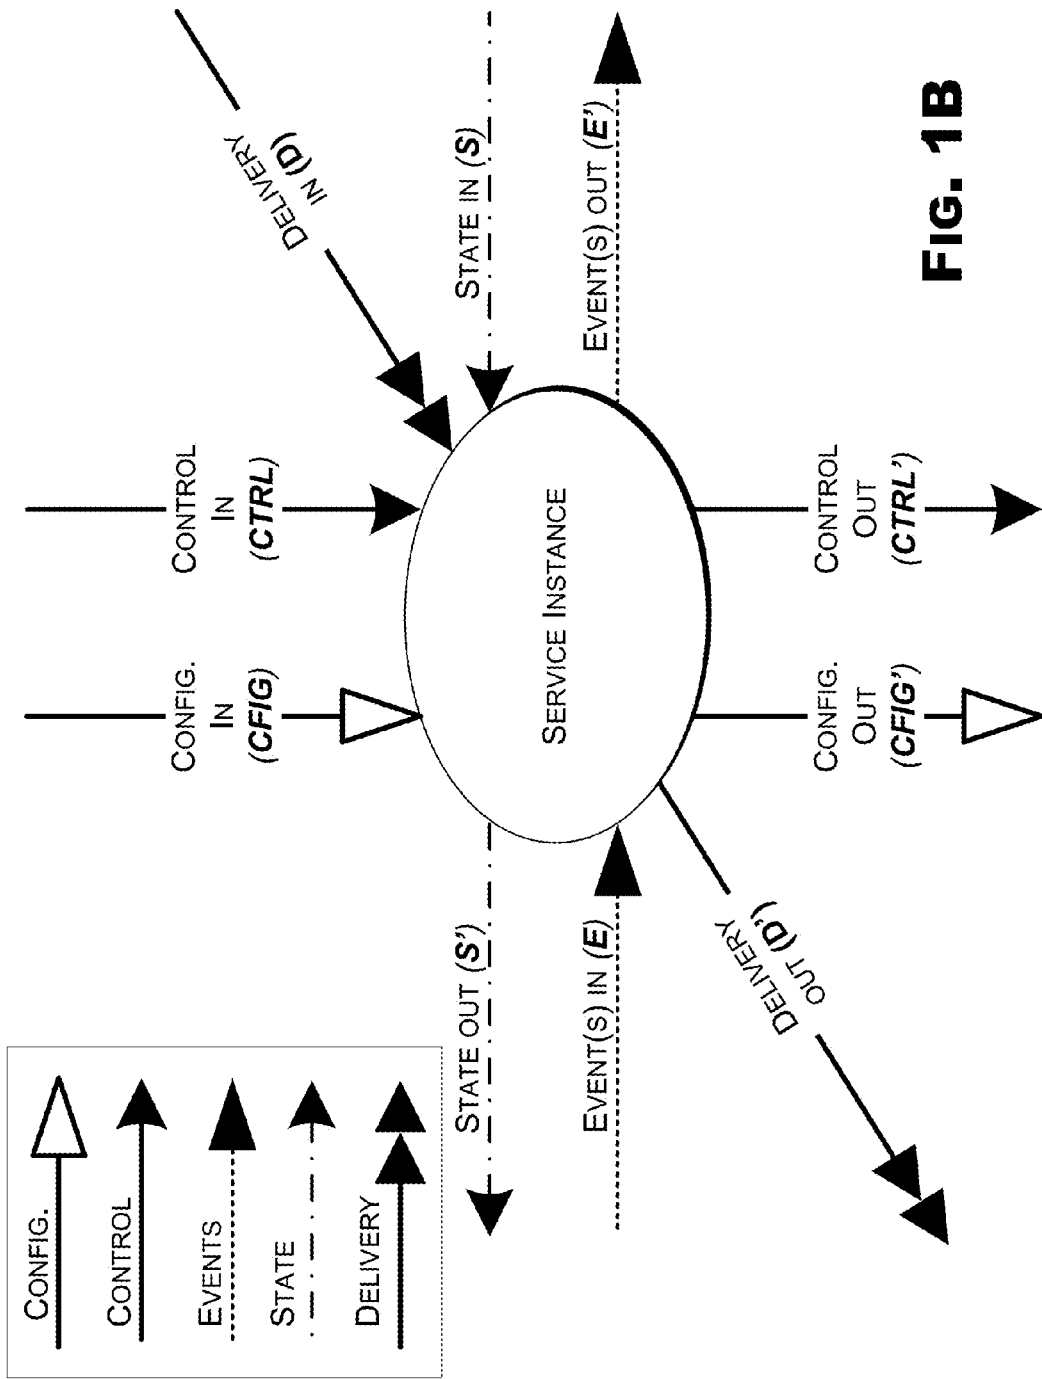 CONFIG.
CONTROL
EVENTS
STATE
DELIVERY
CONFIG.
IN
(CFIG)
CONTROL
IN
(CTRL)
DELIVERY
IN (D)
STATE OUT (S')
STATE IN (S)
SERVICE INSTANCE
EVENT(S) IN (E)
EVENT(S) OUT (E')
DELIVERY
OUT (D')
CONFIG.
OUT
(CFIG')
CONTROL
OUT
(CTRL')
FIG. 1B